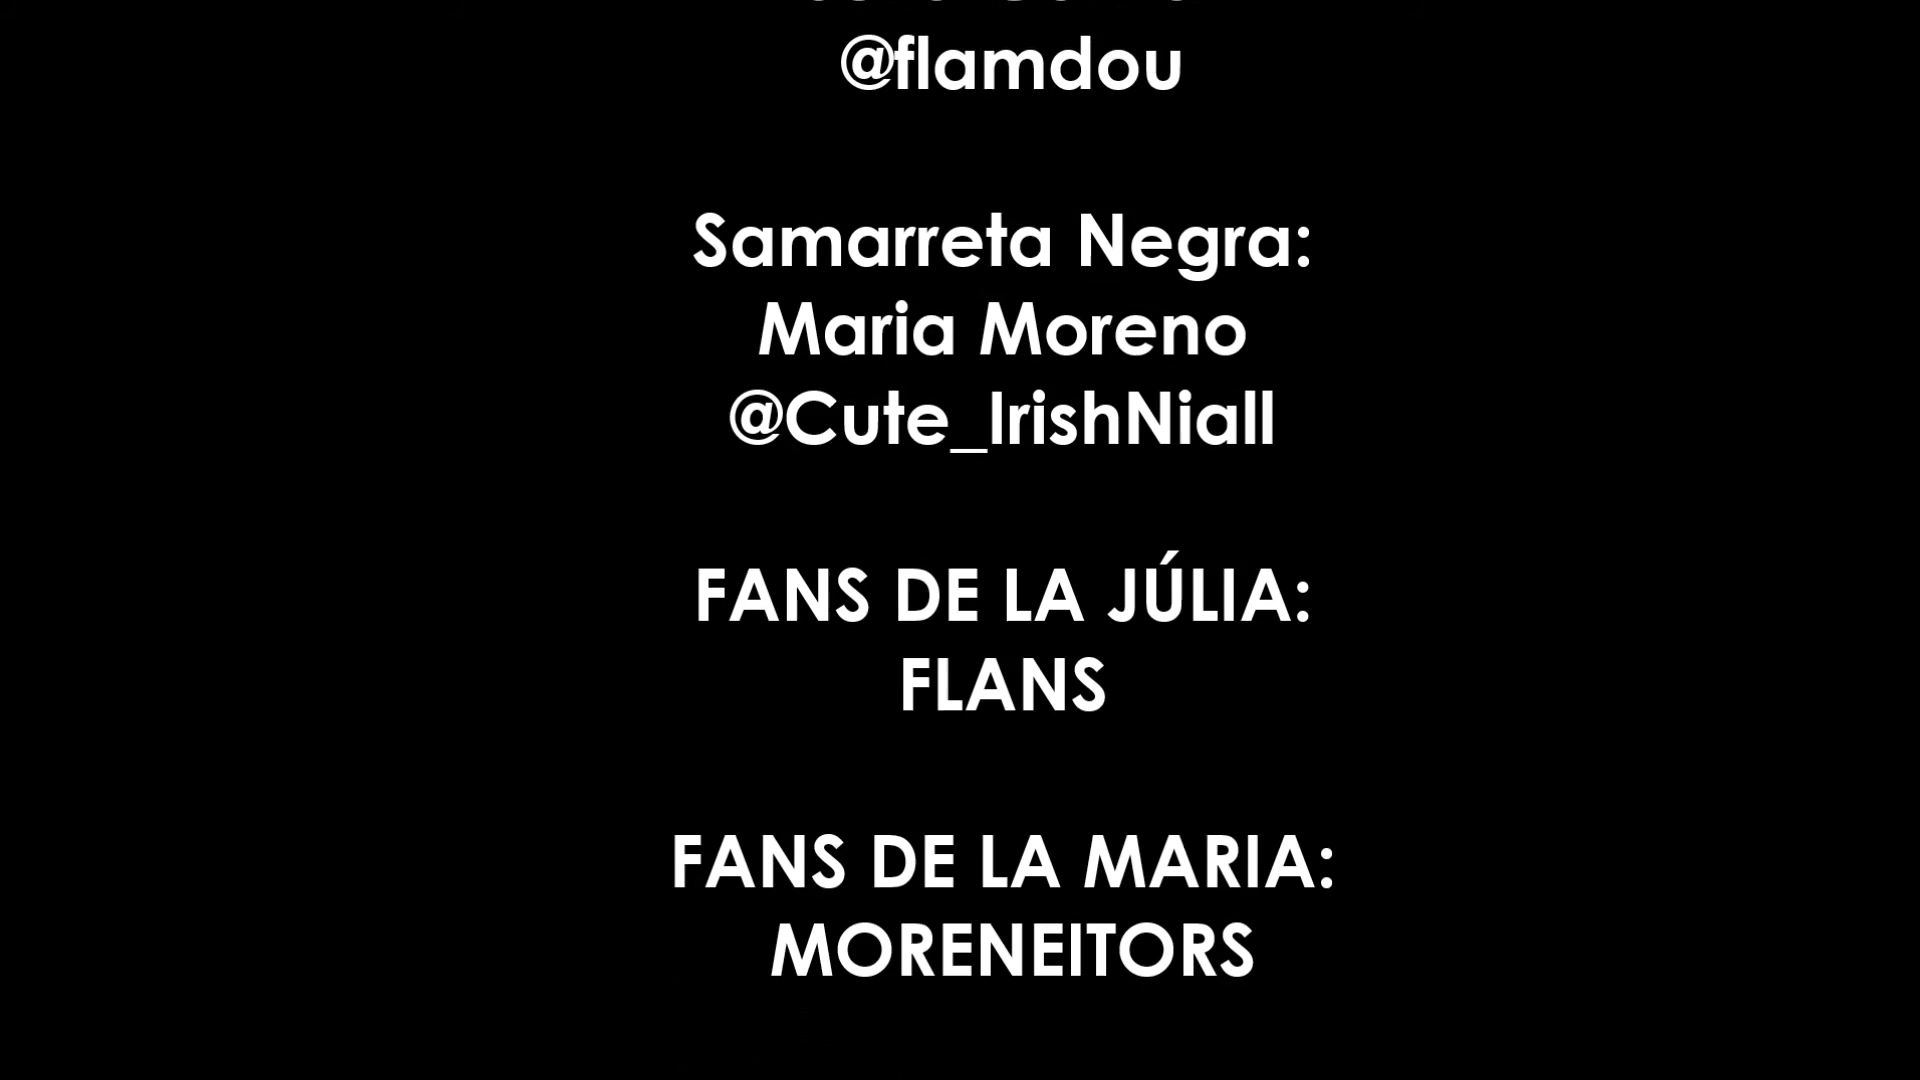 @flamdou
Samarreta Negra:
Maria Moreno
@Cute_IrishNiall
FANS DE LA JÚLIA:
FLANS
FANS DE LA MARIA:
MORENEITORS